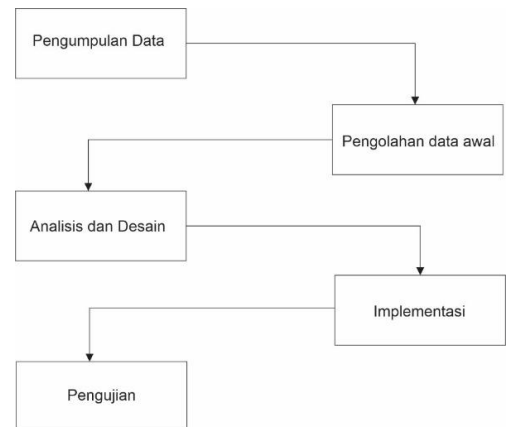 Pengumpulan Data
Pengolahan data awal
Analisis dan Desain
Implementasi
Pengujian